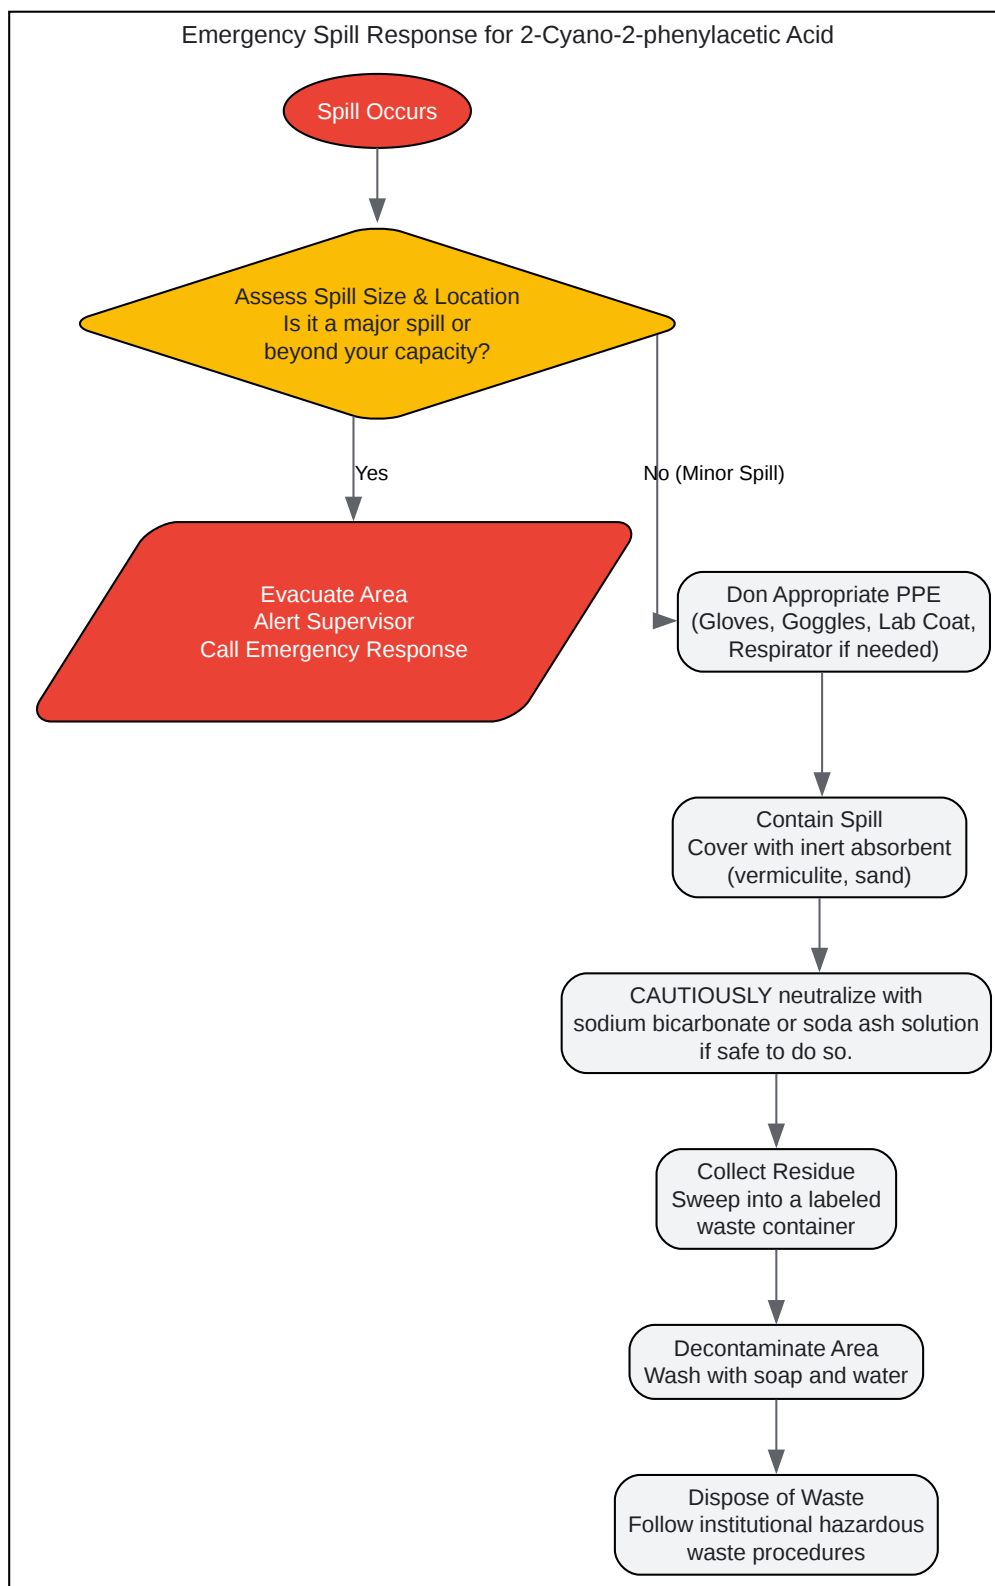 Emergency Spill Response for 2-Cyano-2-phenylacetic Acid
Spill Occurs
Assess Spill Size & Location
Is it a major spill or
beyond your capacity?
Yes
No (Minor Spill)
Evacuate Area
Alert Supervisor
Call Emergency Response
Don Appropriate PPE
(Gloves, Goggles, Lab Coat,
Respirator if needed)
Contain Spill
Cover with inert absorbent
(vermiculite, sand)
CAUTIOUSLY neutralize with
sodium bicarbonate or soda ash solution
if safe to do so.
Collect Residue
Sweep into a labeled
waste container
Decontaminate Area
Wash with soap and water
Dispose of Waste
Follow institutional hazardous
waste procedures